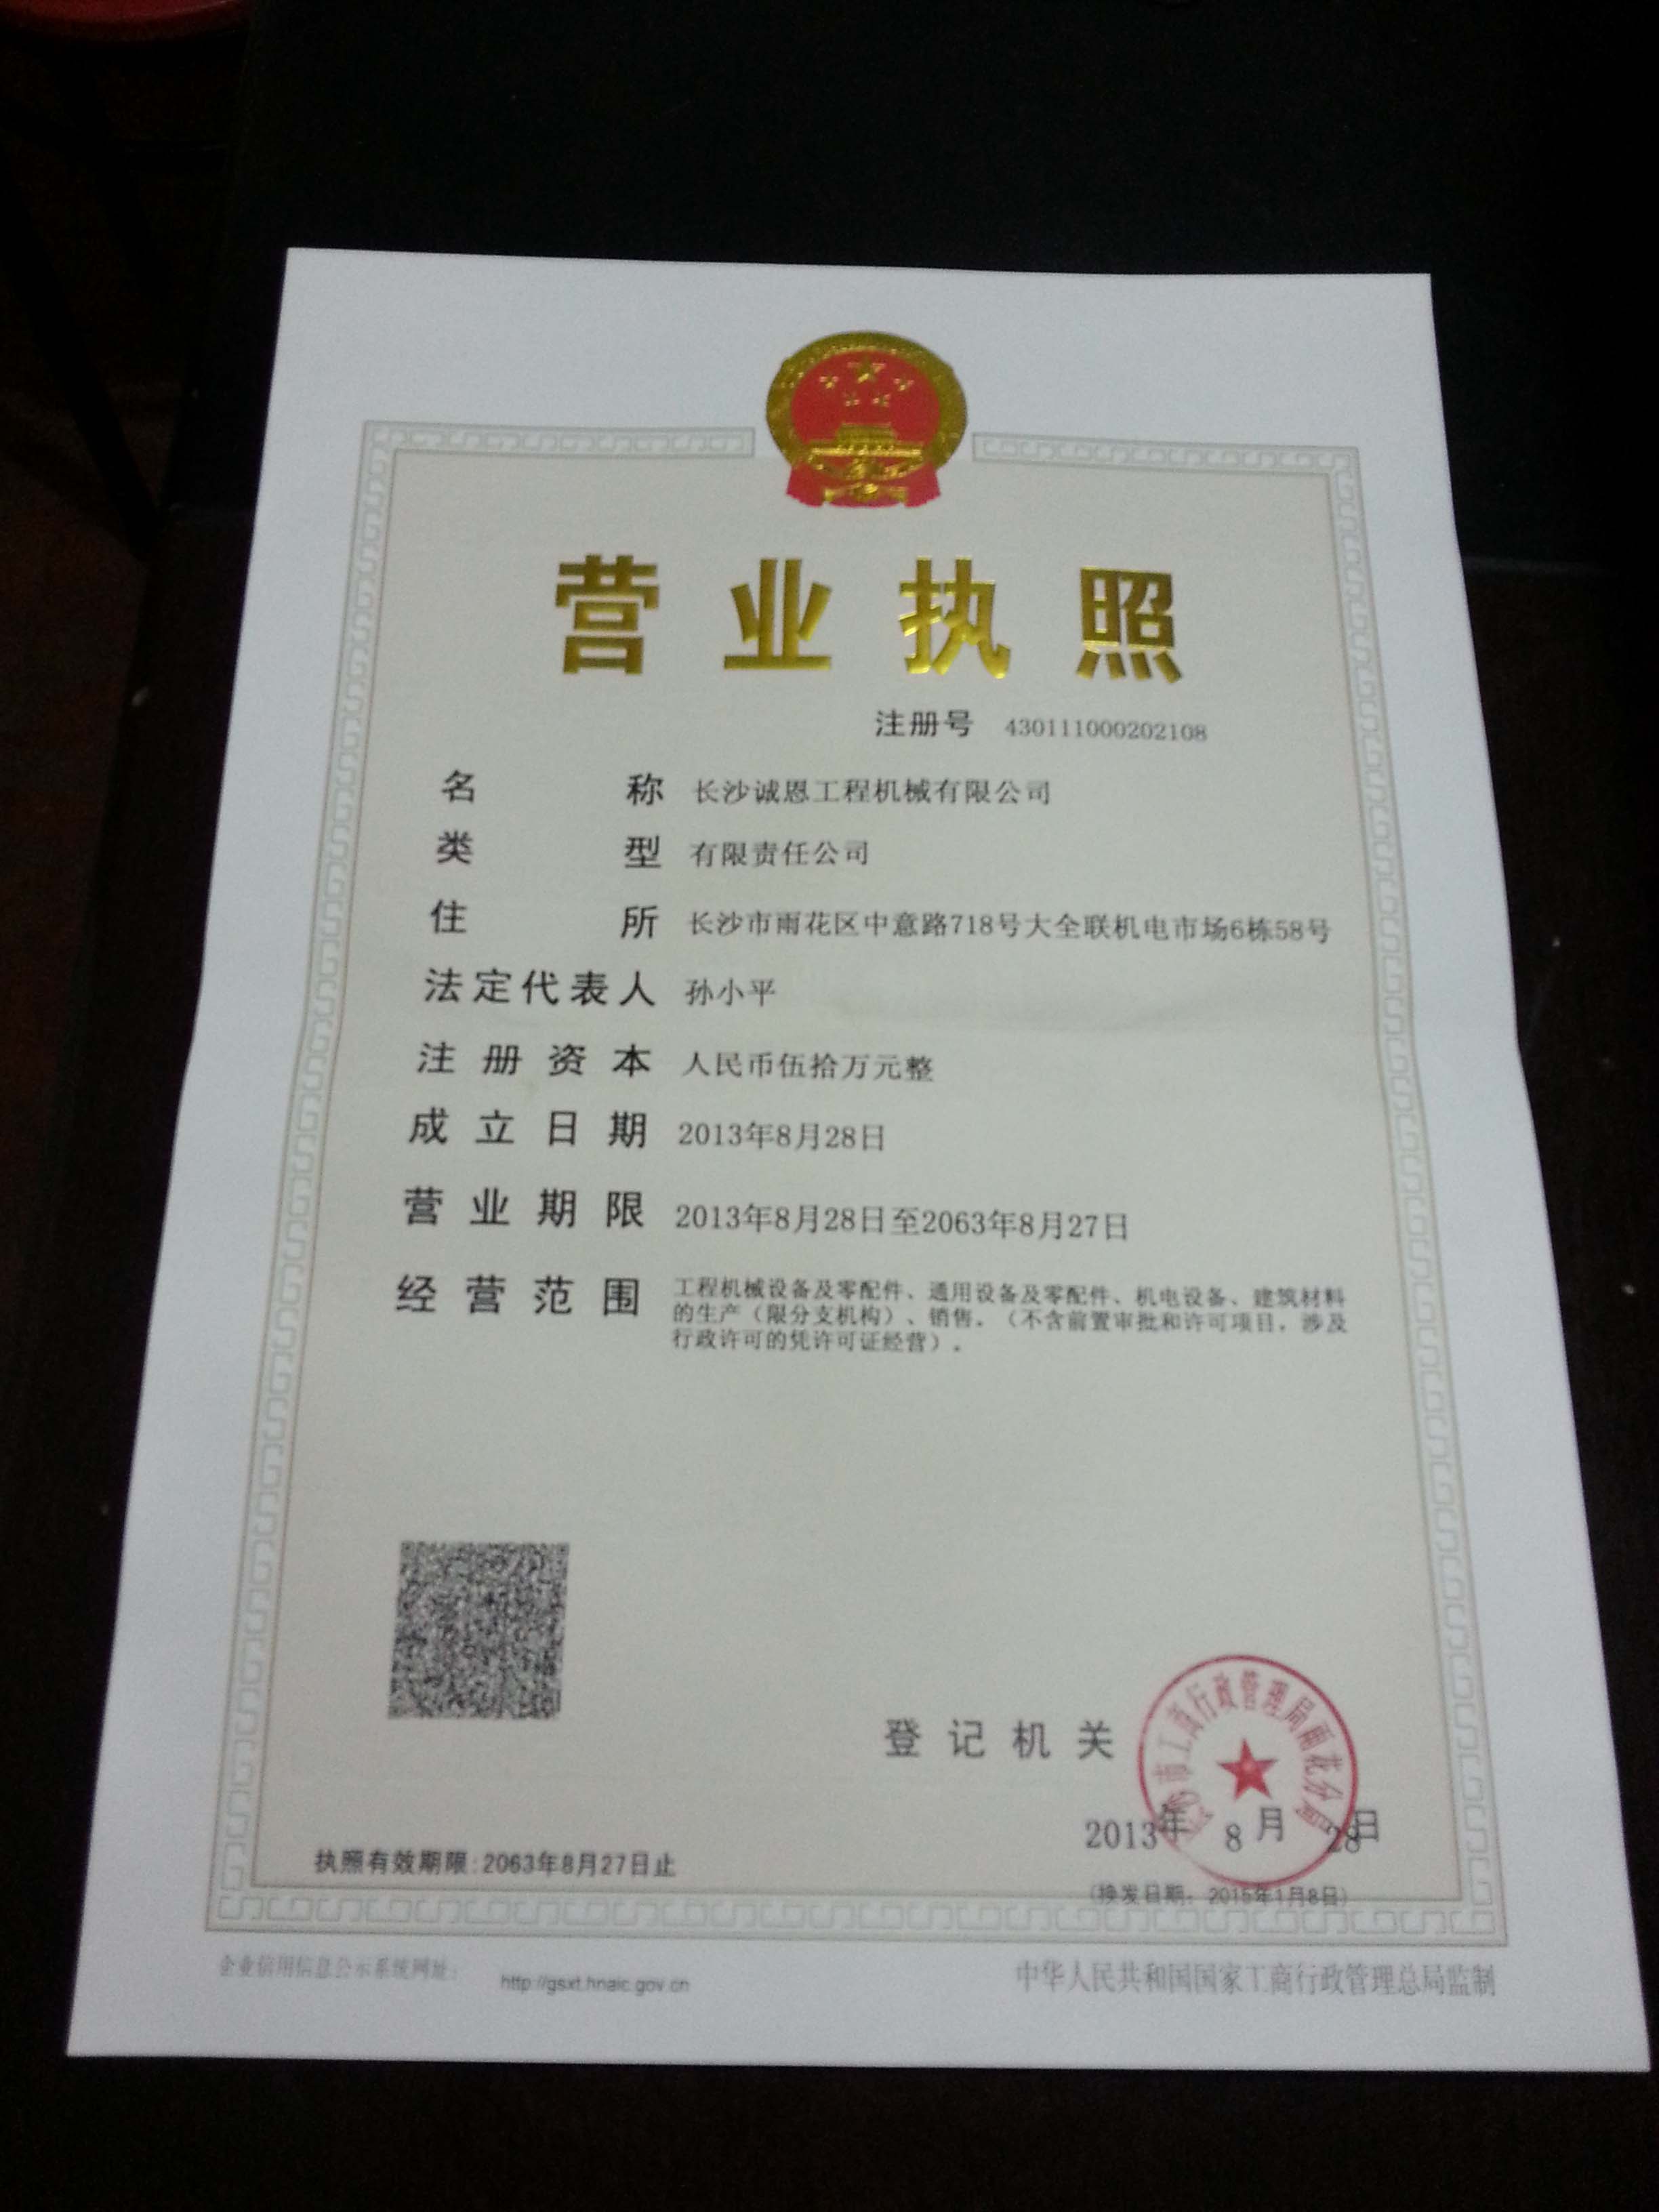 营业执照
注册号 430111000202108
名称 长沙诚恩工程机械有限公司
类型 有限责任公司
住所 长沙市雨花区中意路718号大全联机电市场6栋58号
法定代表人 孙小平
注册资本 人民币伍拾万元整
成立日期 2013年8月28日
营业期限 2013年8月28日至2063年8月27日
经营范围 工程机械设备及零配件、通用设备及零配件、机电设备、建筑材料
的生产（限分支机构）、销售。（不含前置审批和许可项目，涉及
行政许可的凭许可证经营）。
登记机关
长沙市工商行政管理局雨花分局
2013年 8月 28日
执照有效期限:2063年8月27日止
(换发日期：2015年1月8日)
企业信用信息公示系统网址： http://gsxt.hnaic.gov.cn
中华人民共和国国家工商行政管理总局监制